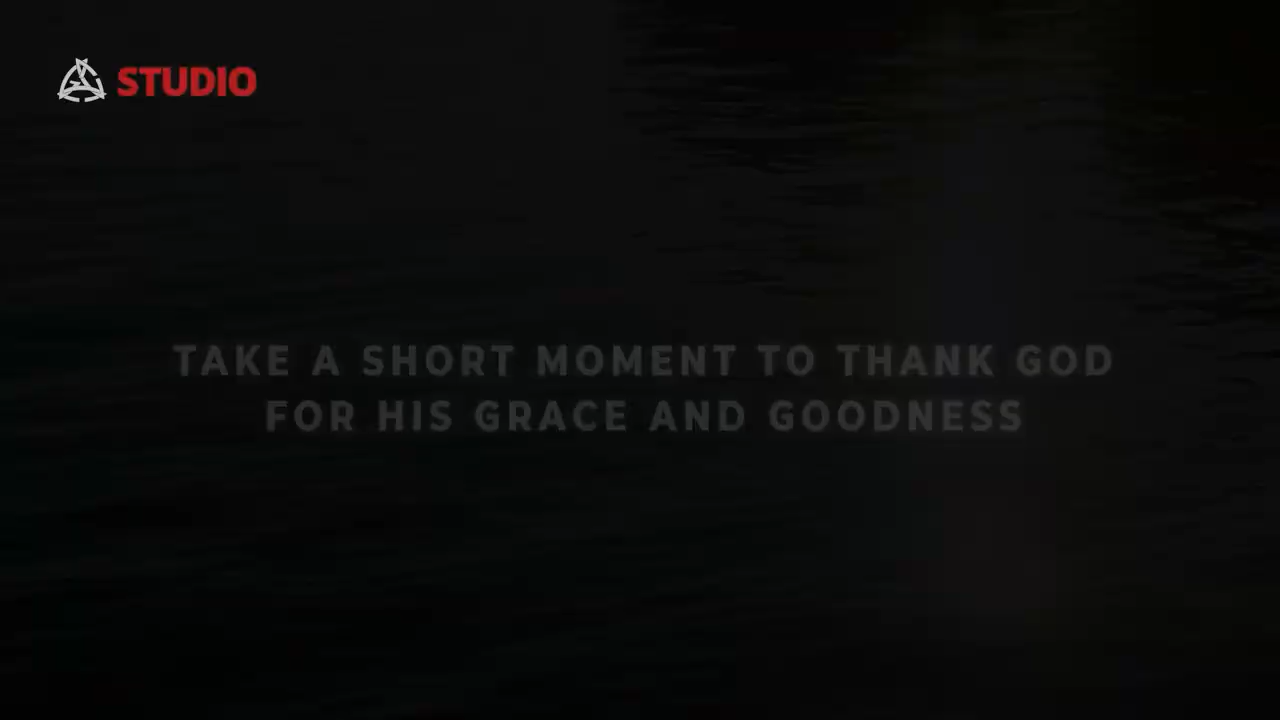 STUDIO
TAKE A SHORT MOMENT TO THANK GOD
FOR HIS GRACE AND GOODNESS